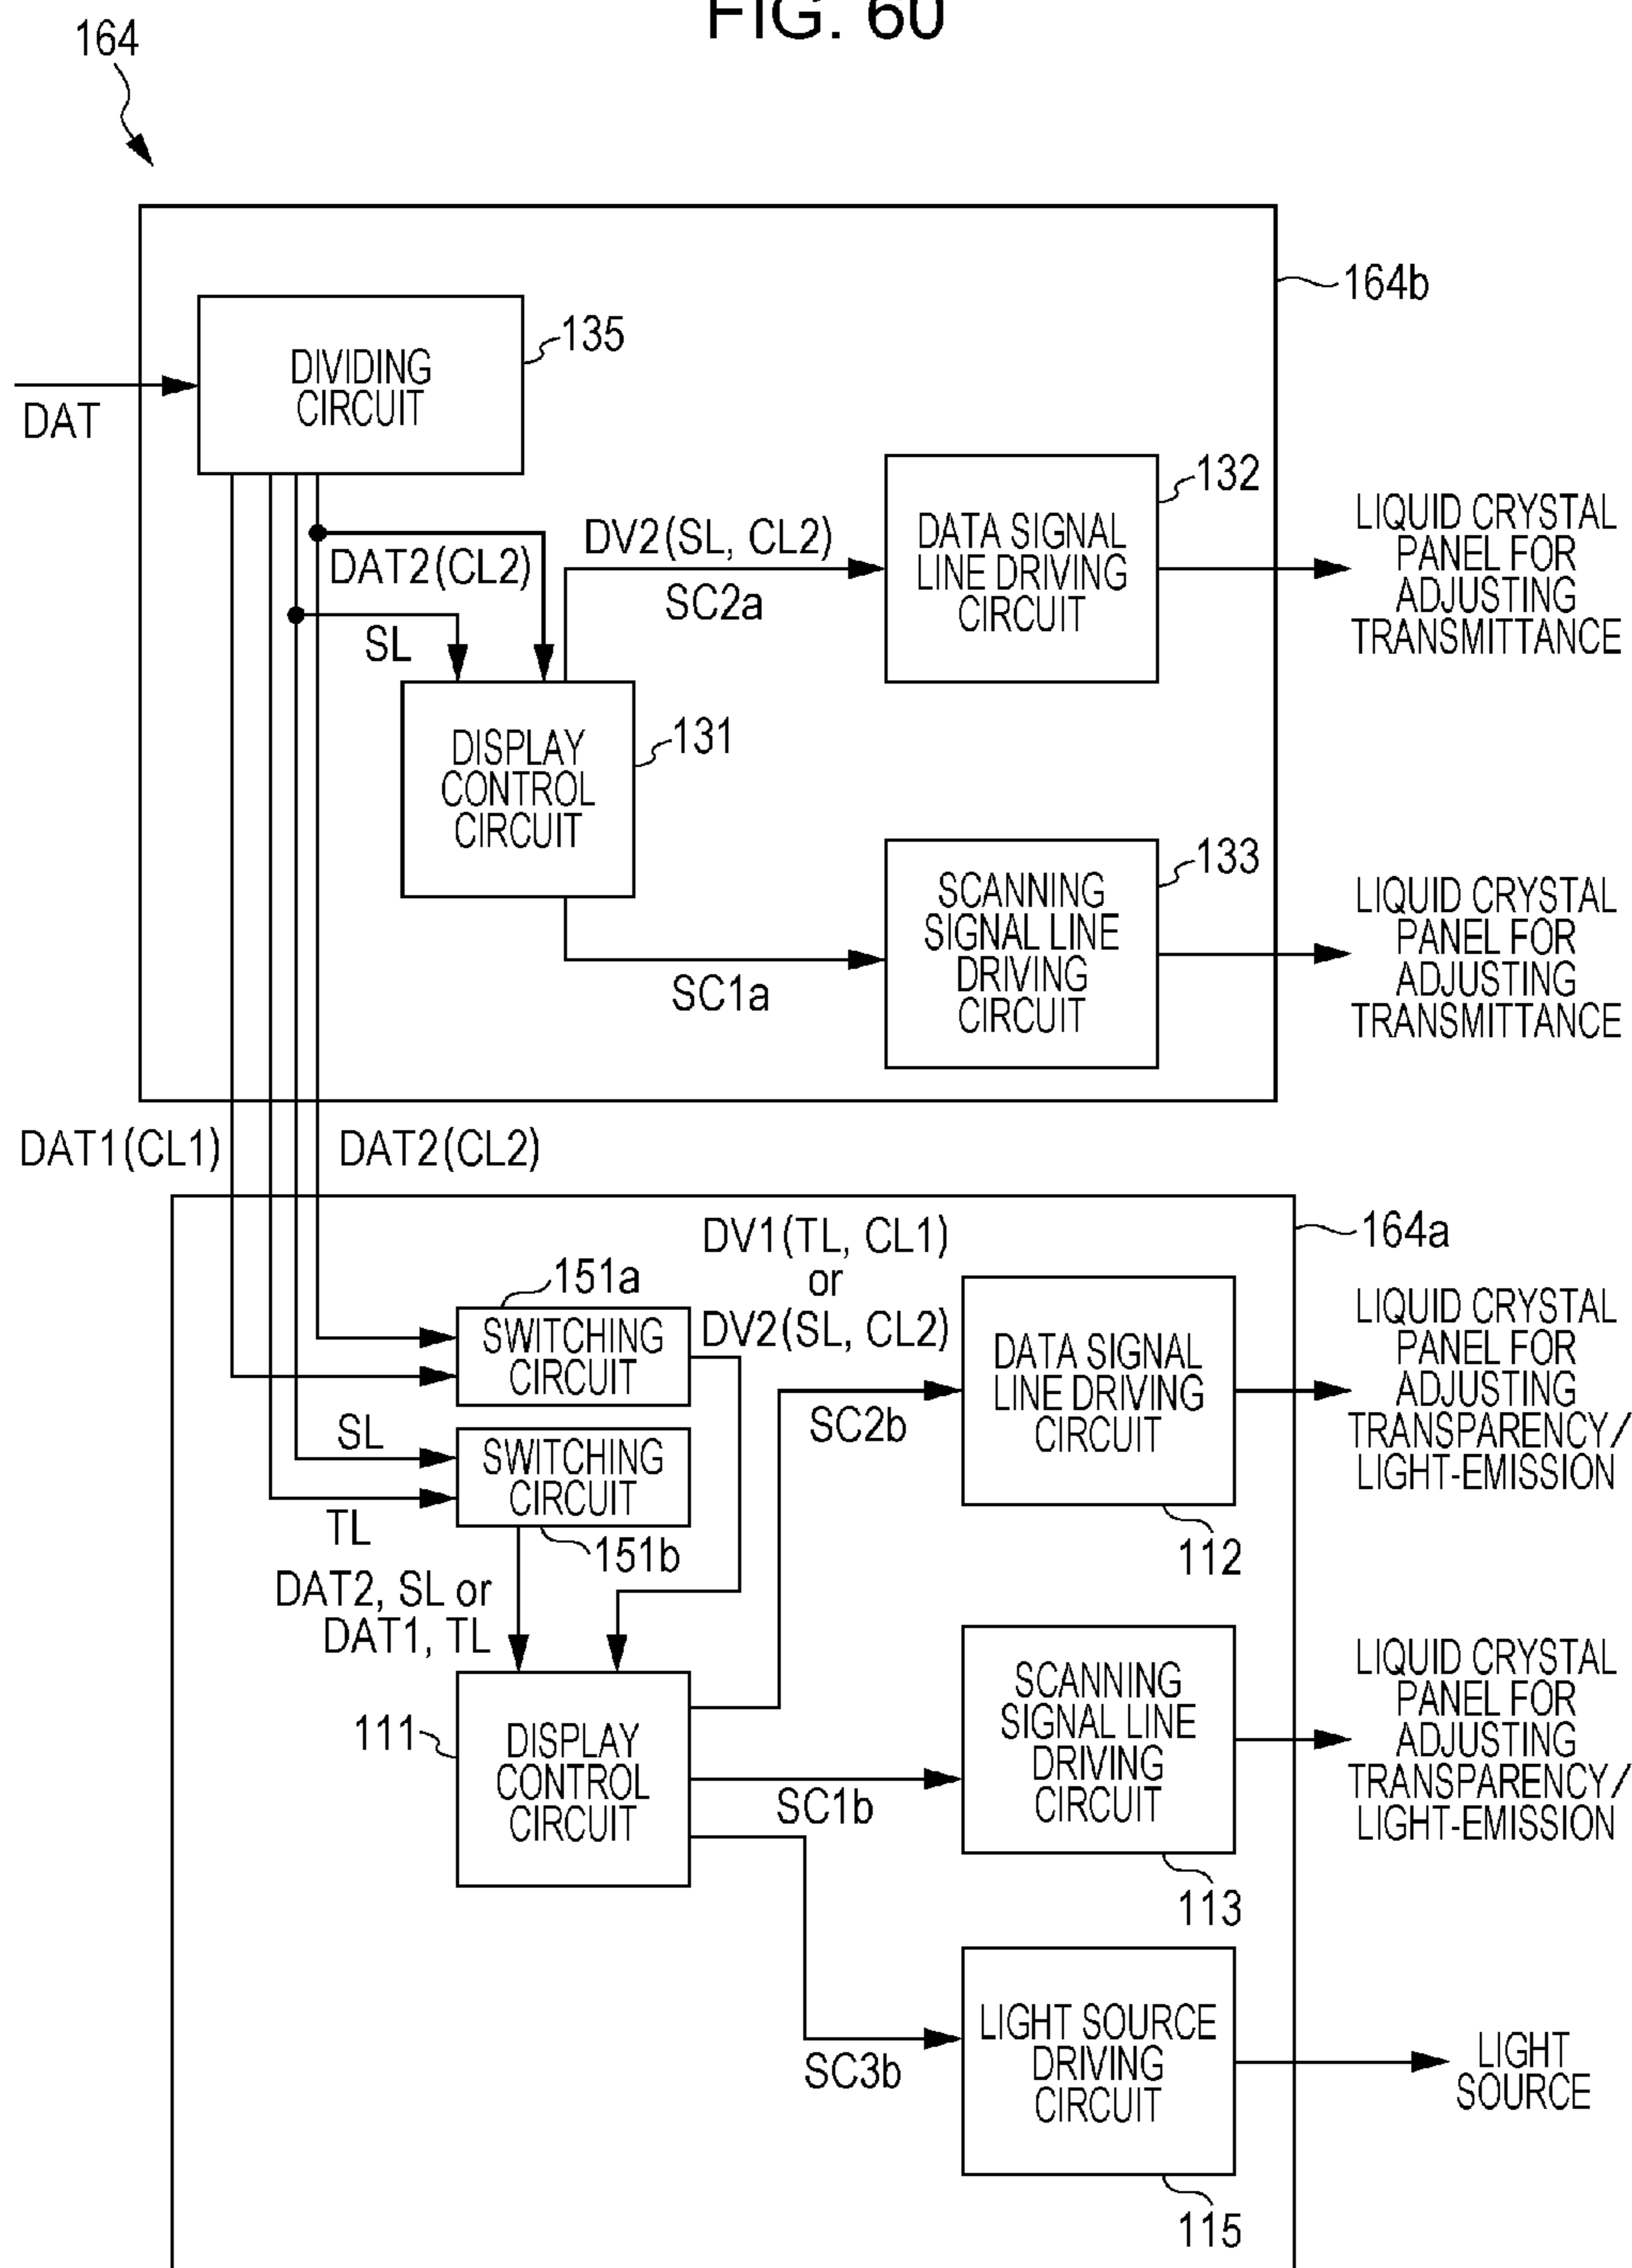 FIG. 60
164
164b
DIVIDING
CIRCUIT
135
DAT
DATA SIGNAL
LINE DRIVING
CIRCUIT
132
LIQUID CRYSTAL
PANEL FOR
ADJUSTING
TRANSMITTANCE
DV2(SL, CL2)
SC2a
DAT2(CL2)
SL
DISPLAY
CONTROL
CIRCUIT
131
SCANNING
SIGNAL LINE
DRIVING
CIRCUIT
133
LIQUID CRYSTAL
PANEL FOR
ADJUSTING
TRANSMITTANCE
SC1a
DAT1(CL1)
DAT2(CL2)
164a
DV1(TL, CL1)
or
DV2(SL, CL2)
151a
SWITCHING
CIRCUIT
DATA SIGNAL
LINE DRIVING
CIRCUIT
112
LIQUID CRYSTAL
PANEL FOR
ADJUSTING
TRANSPARENCY/
LIGHT-EMISSION
SC2b
SL
SWITCHING
CIRCUIT
TL
151b
DAT2, SL or
DAT1, TL
111
DISPLAY
CONTROL
CIRCUIT
SCANNING
SIGNAL LINE
DRIVING
CIRCUIT
113
LIQUID CRYSTAL
PANEL FOR
ADJUSTING
TRANSPARENCY/
LIGHT-EMISSION
SC1b
SC3b
LIGHT SOURCE
DRIVING
CIRCUIT
115
LIGHT
SOURCE